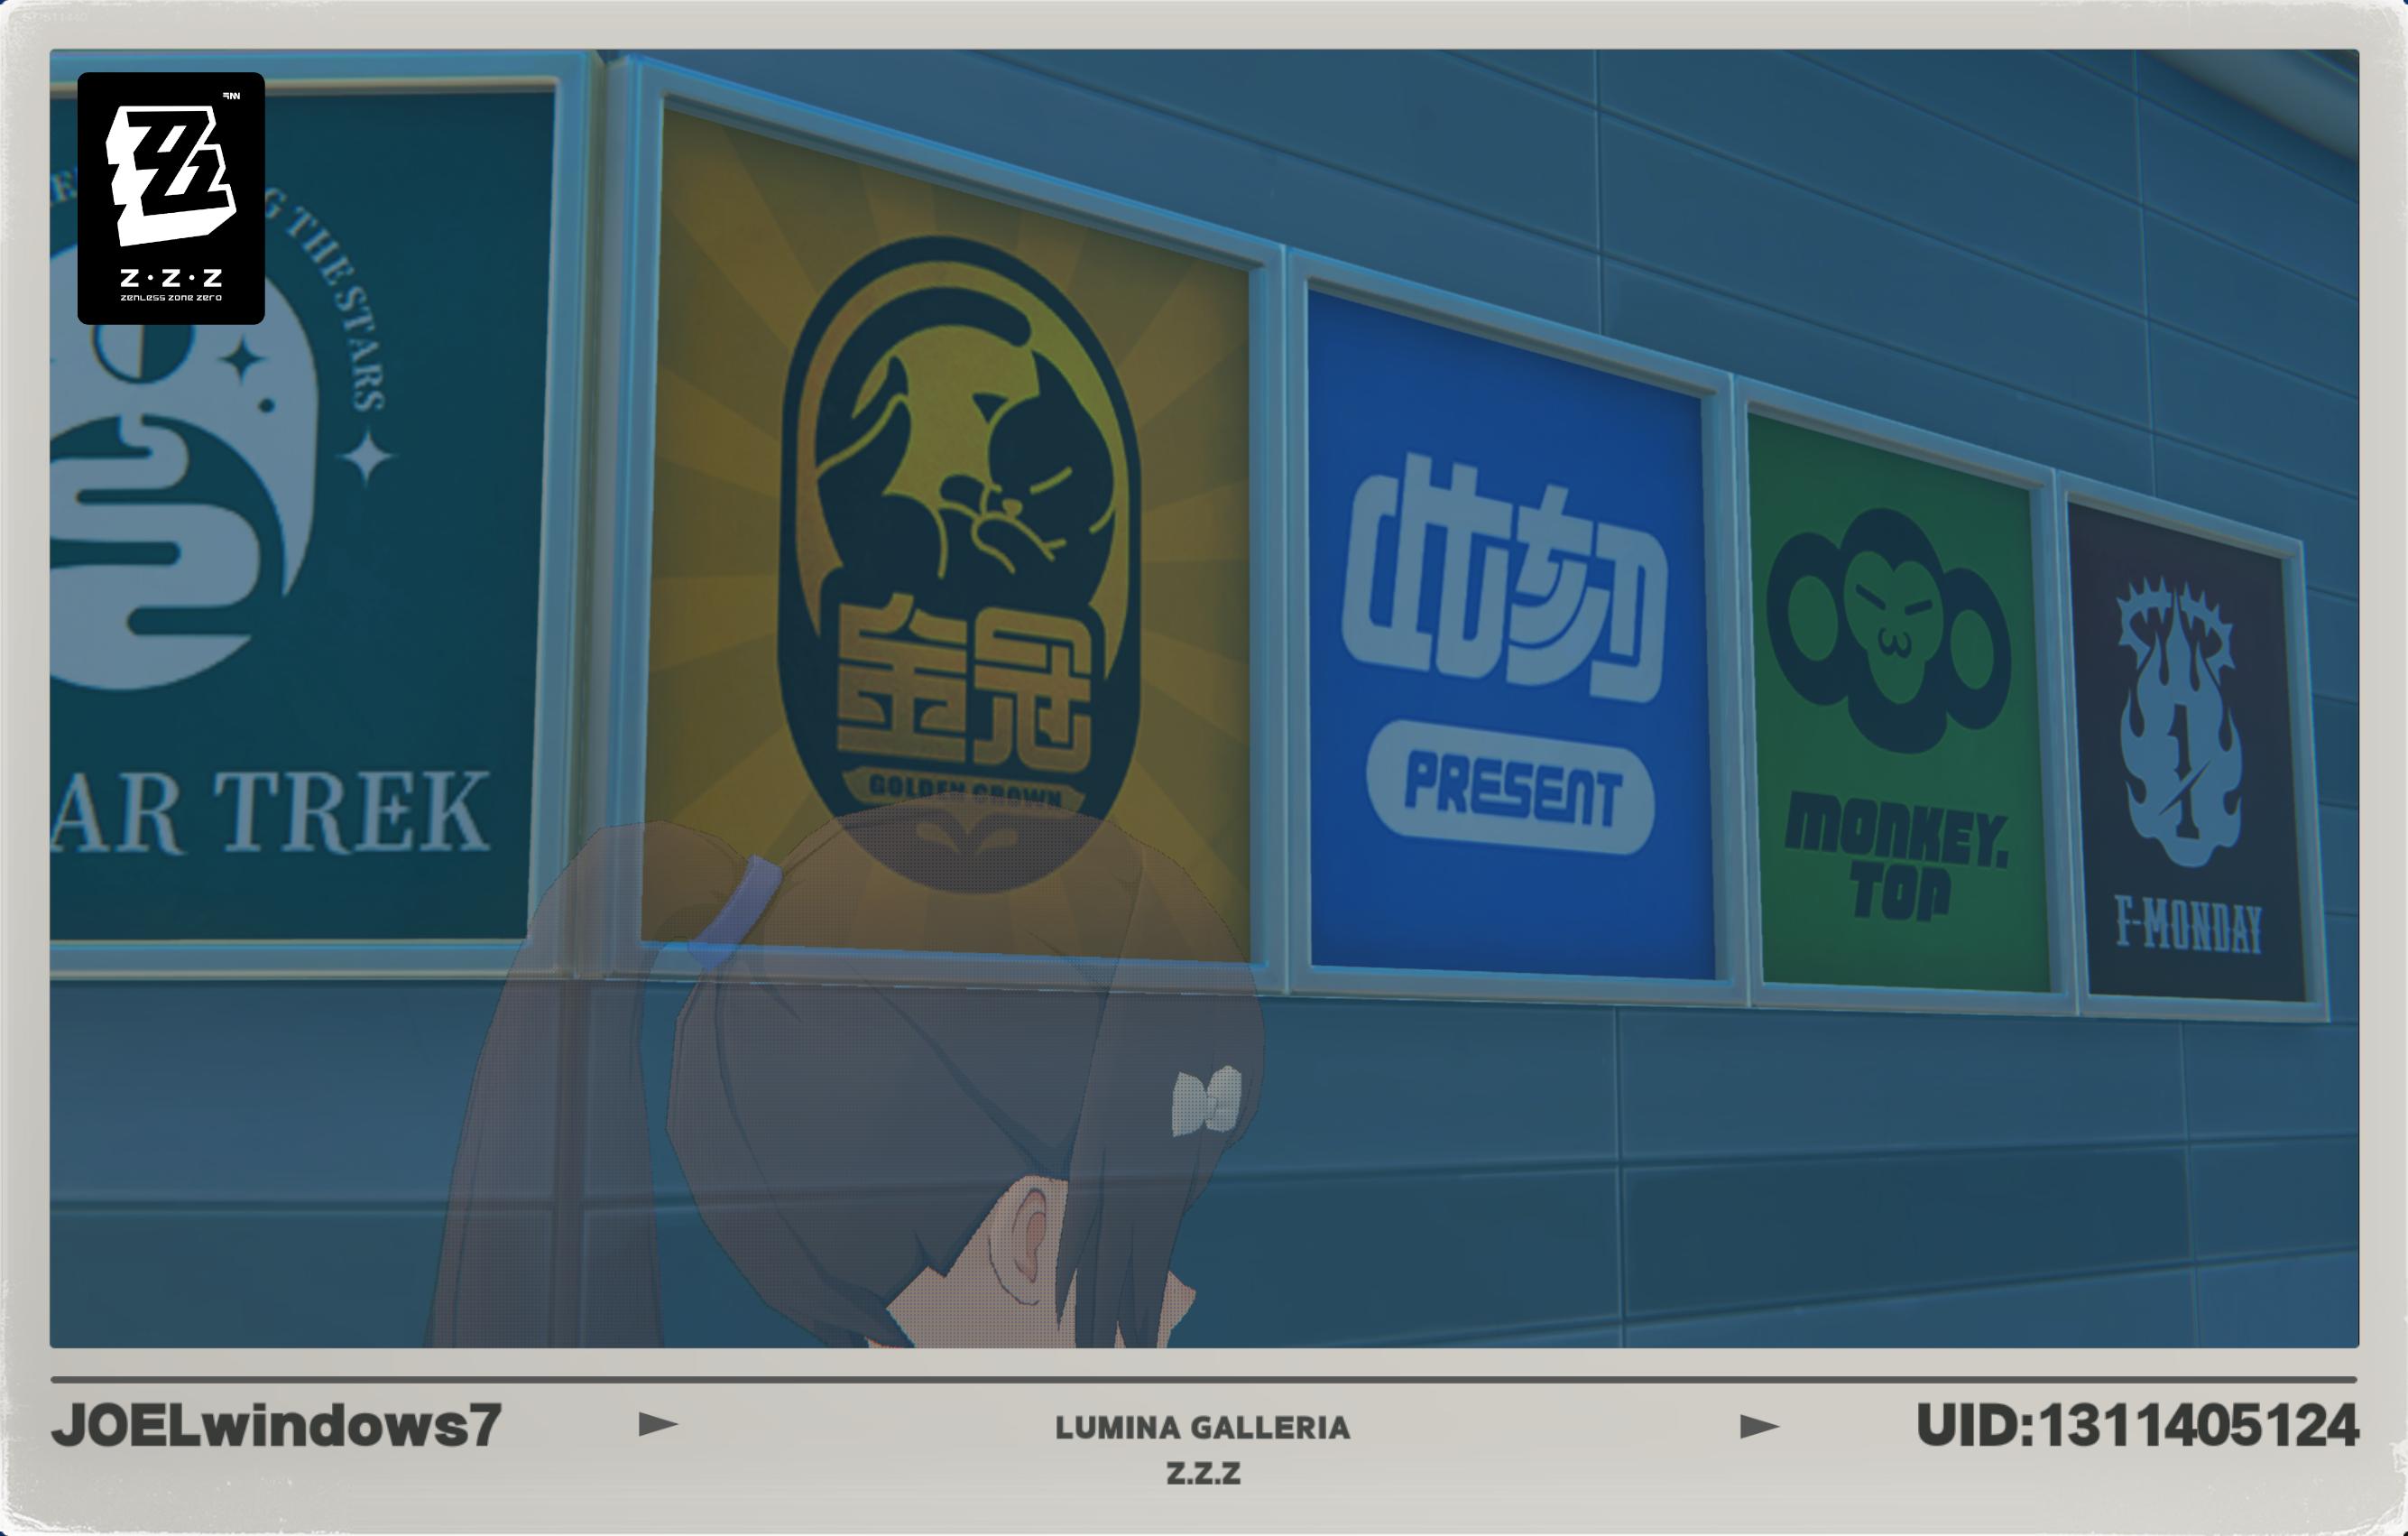 Z·Z·Z
ZENLESS ZONE ZERO
G THE STARS
AR TREK
金冠
GOLDEN CROWN
此刻
PRESENT
MONKEY.
TOP
F-MONDAY
JOELwindows7
LUMINA GALLERIA
Z.Z.Z
UID:1311405124